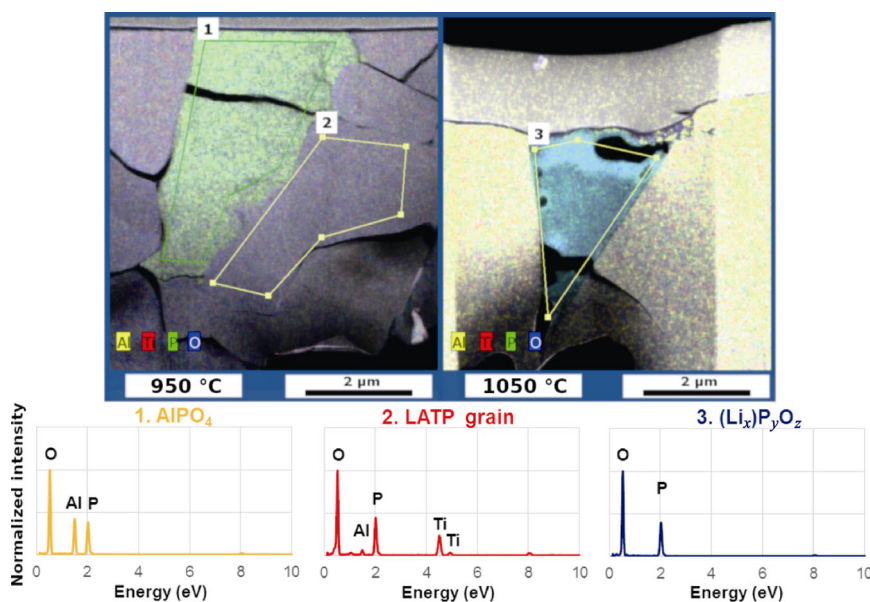 1
2
3
Al Ti P O
Al Ti P O
950 °C
2 µm
1050 °C
2 µm
1. AlPO₄
2. LATP grain
3. (Liₓ)PᵧO𝓏
Normalized intensity
O
Al
P
0 2 4 6 8 10
Energy (eV)
O
Al
P
Ti
Ti
0 2 4 6 8 10
Energy (eV)
O
P
0 2 4 6 8 10
Energy (eV)